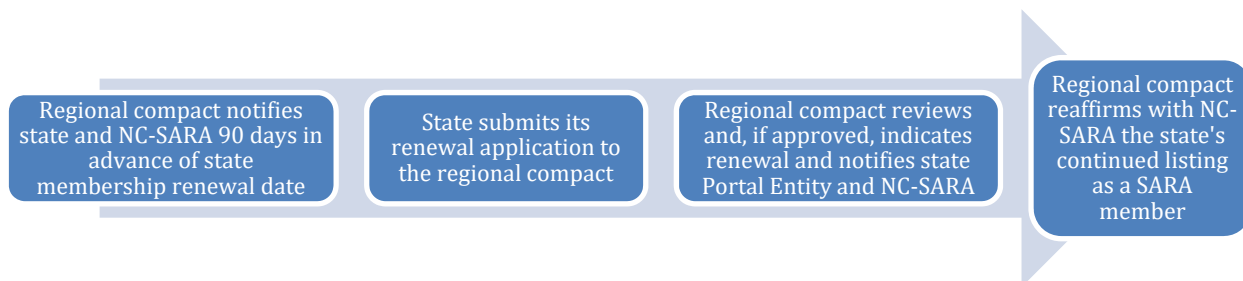 Regional compact notifies
state and NC-SARA 90 days in
advance of state
membership renewal date
State submits its
renewal application to
the regional compact
Regional compact reviews
and, if approved, indicates
renewal and notifies state
Portal Entity and NC-SARA
Regional compact
reaffirms with NC-
SARA the state's
continued listing
as a SARA
member